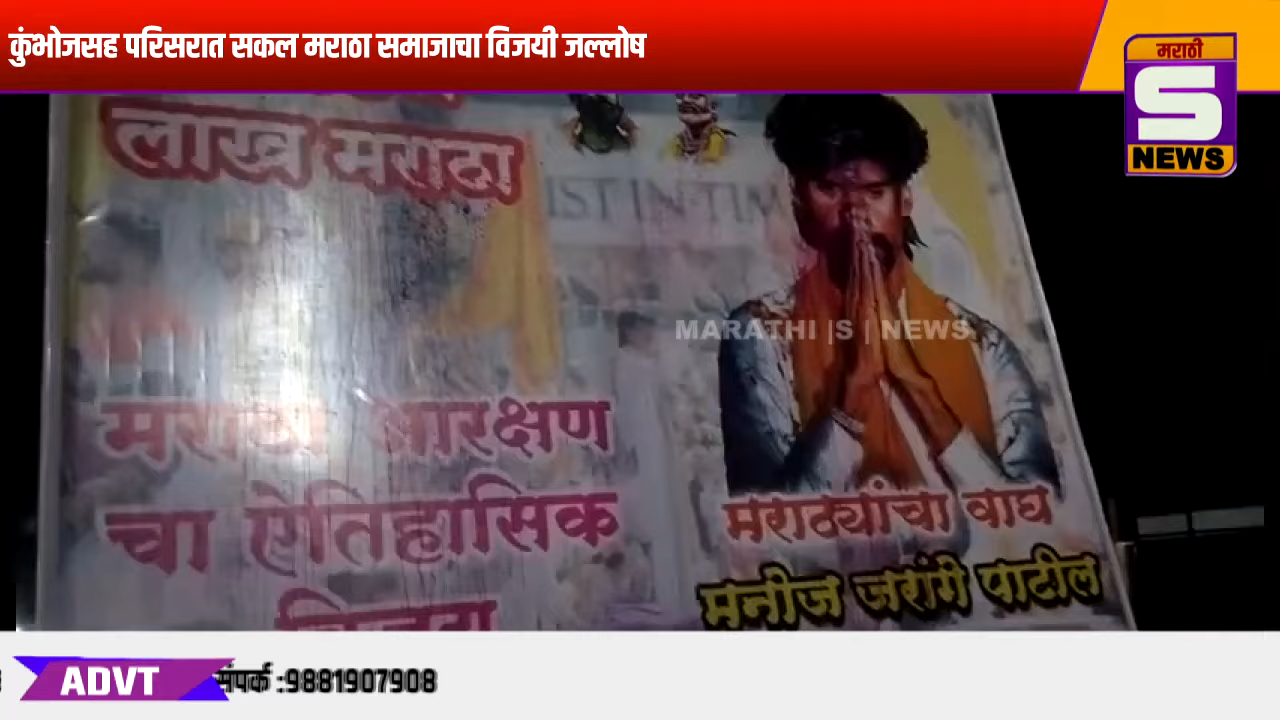 कुंभोजसह परिसरात सकल मराठा समाजाचा विजयी जल्लोष
मराठी
S
NEWS
लाख मराठा
MARATHI |S| NEWS
मराठा आरक्षण
चा ऐतिहासिक
मराठ्यांचा वाघ
मनोज जरांगे पाटील
ADVT
संपर्क :9881907908